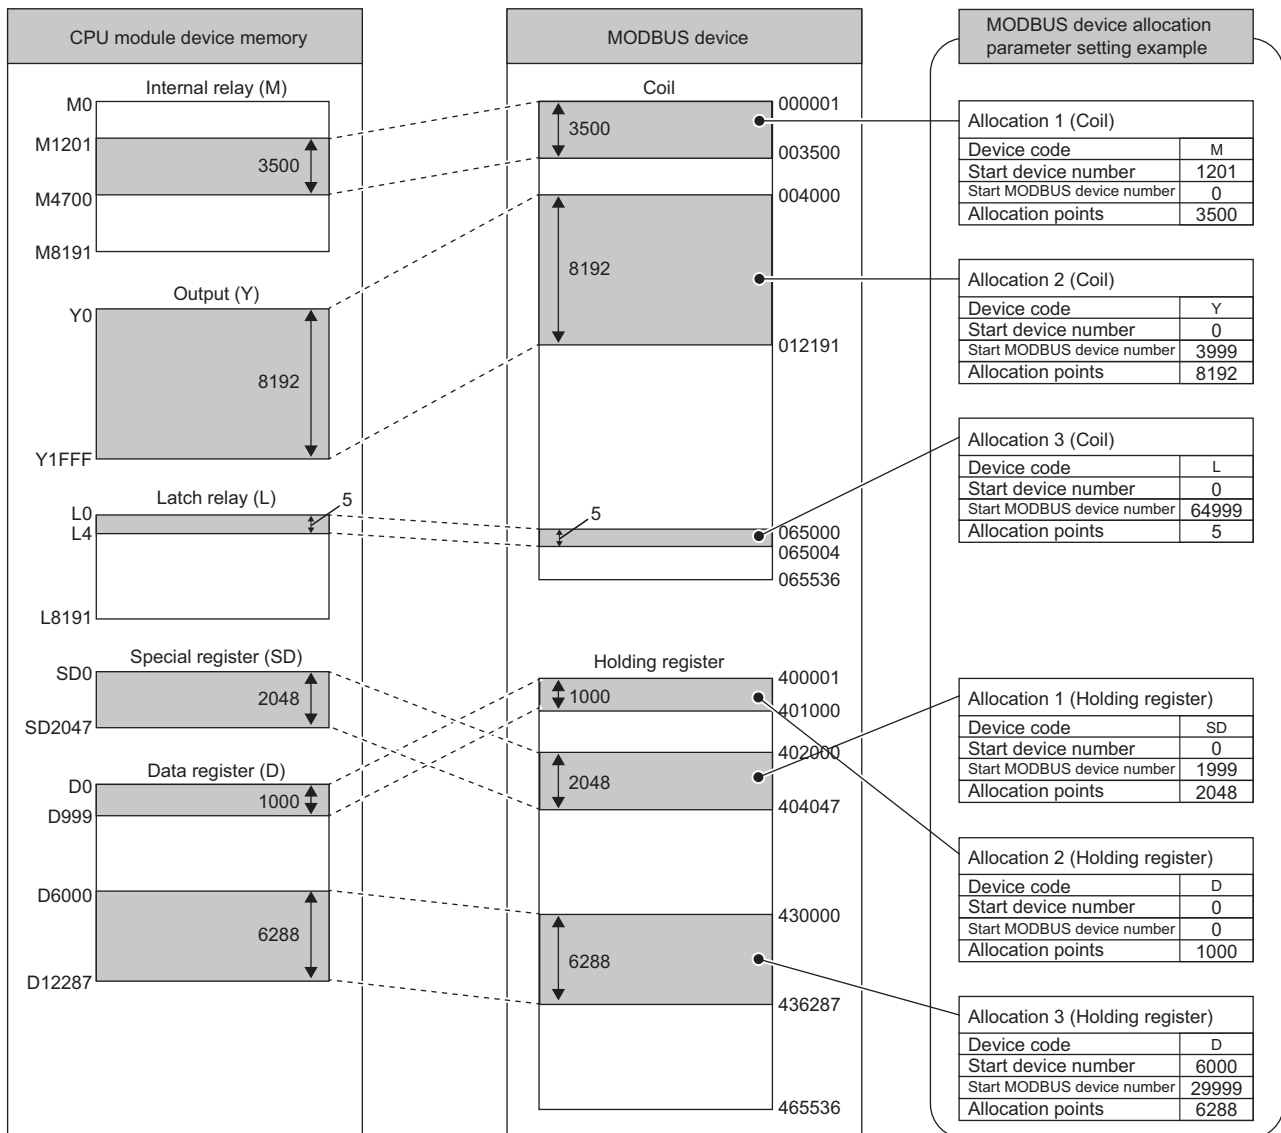 CPU module device memory
Internal relay (M)
M0
M1201
3500
M4700
M8191
Output (Y)
Y0
8192
Y1FFF
Latch relay (L)
L0
5
L4
L8191
Special register (SD)
SD0
2048
SD2047
Data register (D)
D0
1000
D999
D6000
6288
D12287
MODBUS device
Coil
000001
3500
003500
004000
8192
012191
5
065000
065004
065536
Holding register
400001
1000
401000
402000
2048
404047
430000
6288
436287
465536
MODBUS device allocation
parameter setting example
Allocation 1 (Coil)
Device code M
Start device number 1201
Start MODBUS device number 0
Allocation points 3500
Allocation 2 (Coil)
Device code Y
Start device number 0
Start MODBUS device number 3999
Allocation points 8192
Allocation 3 (Coil)
Device code L
Start device number 0
Start MODBUS device number 64999
Allocation points 5
Allocation 1 (Holding register)
Device code SD
Start device number 0
Start MODBUS device number 1999
Allocation points 2048
Allocation 2 (Holding register)
Device code D
Start device number 0
Start MODBUS device number 0
Allocation points 1000
Allocation 3 (Holding register)
Device code D
Start device number 6000
Start MODBUS device number 29999
Allocation points 6288